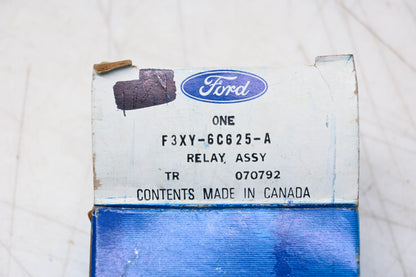 Ford
ONE
F3XY-6C625-A
RELAY, ASSY
TR 070792
CONTENTS MADE IN CANADA